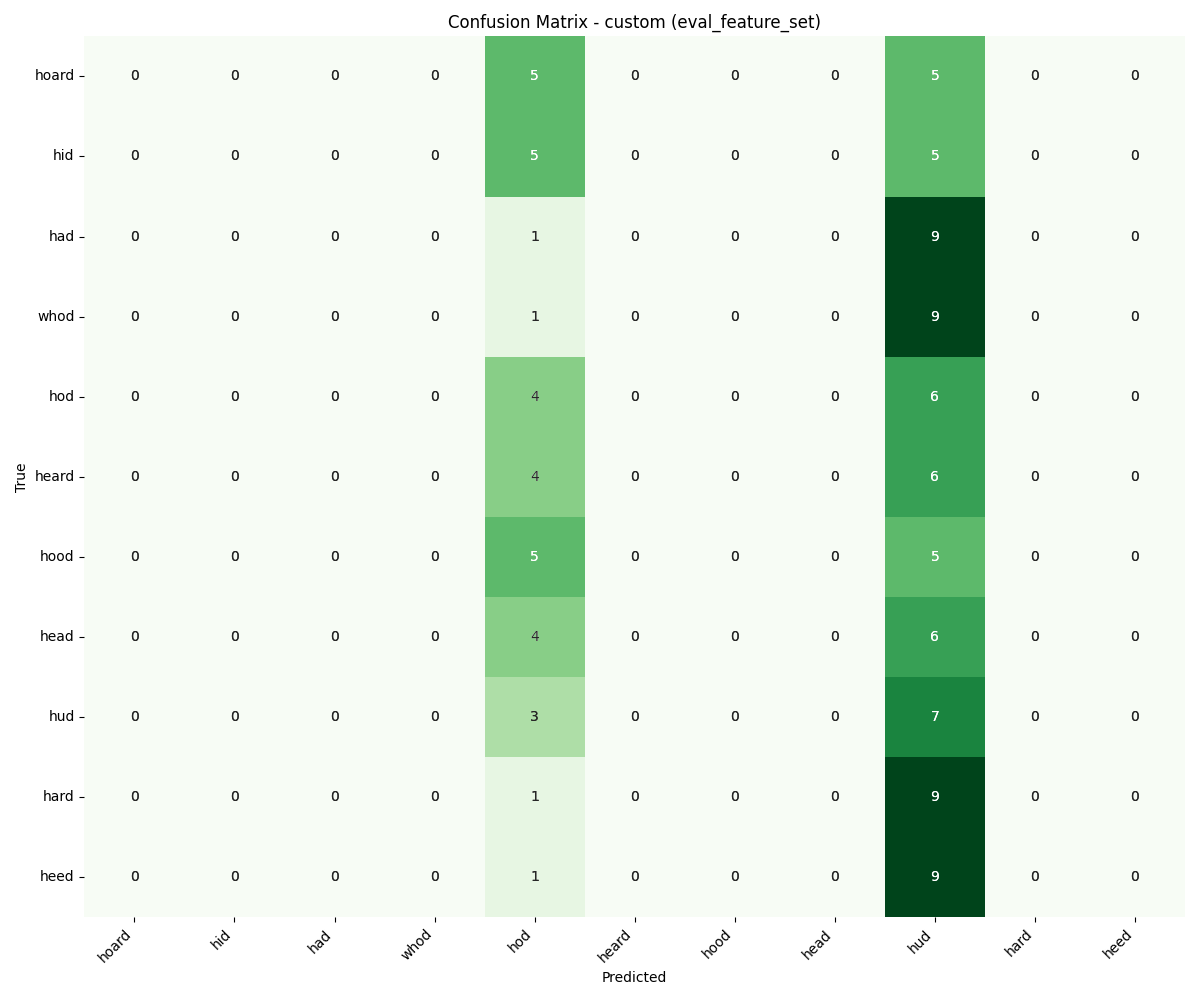 Confusion Matrix - custom (eval_feature_set)
hoard 0 0 0 0 5 0 0 0 5 0 0
hid 0 0 0 0 5 0 0 0 5 0 0
had 0 0 0 0 1 0 0 0 9 0 0
whod 0 0 0 0 1 0 0 0 9 0 0
hod 0 0 0 0 4 0 0 0 6 0 0
heard 0 0 0 0 4 0 0 0 6 0 0
True
hood 0 0 0 0 5 0 0 0 5 0 0
head 0 0 0 0 4 0 0 0 6 0 0
hud 0 0 0 0 3 0 0 0 7 0 0
hard 0 0 0 0 1 0 0 0 9 0 0
heed 0 0 0 0 1 0 0 0 9 0 0
hoard hid had whod hod heard hood head hud hard heed
Predicted